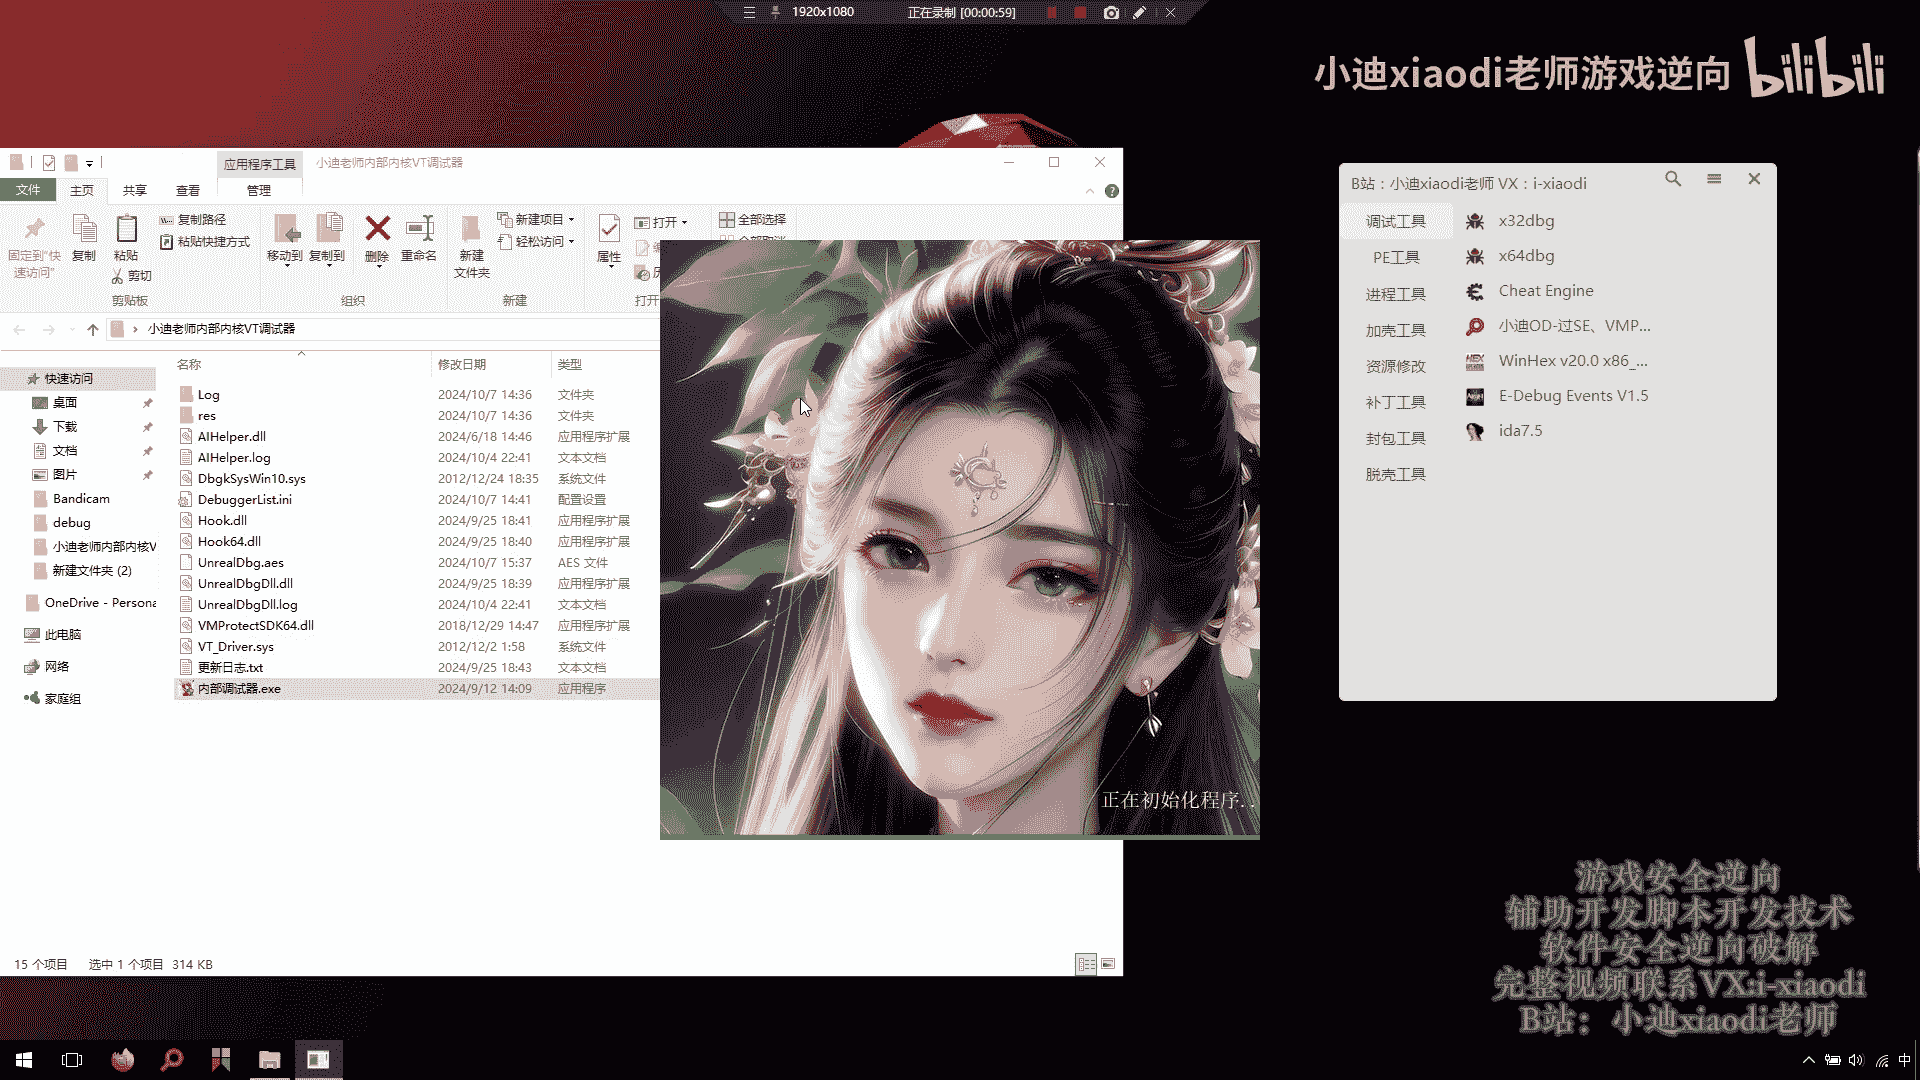 1920x1080
正在录制 [00:00:59]
小迪xiaodi老师游戏逆向 bilibili
应用程序工具
小迪老师内部内核VT调试器
文件
主页
共享
查看
管理
固定到“快速访问”
复制
粘贴
复制路径
粘贴快捷方式
剪切
剪贴板
移动到
复制到
删除
重命名
组织
新建文件夹
新建项目
轻松访问
新建
属性
打开
打开
全部选择
小迪老师内部内核VT调试器
快速访问
桌面
下载
文档
图片
Bandicam
debug
小迪老师内部内核V
新建文件夹 (2)
OneDrive - Persona
此电脑
网络
家庭组
名称 修改日期 类型
Log 2024/10/7 14:36 文件夹
res 2024/10/7 14:36 文件夹
AIHelper.dll 2024/6/18 14:46 应用程序扩展
AIHelper.log 2024/10/4 22:41 文本文档
DbgkSysWin10.sys 2012/12/24 18:35 系统文件
DebuggerList.ini 2024/10/7 14:41 配置设置
Hook.dll 2024/9/25 18:41 应用程序扩展
Hook64.dll 2024/9/25 18:40 应用程序扩展
UnrealDbg.aes 2024/10/7 15:37 AES 文件
UnrealDbgDll.dll 2024/9/25 18:39 应用程序扩展
UnrealDbgDll.log 2024/10/4 22:41 文本文档
VMProtectSDK64.dll 2018/12/29 14:47 应用程序扩展
VT_Driver.sys 2012/12/2 1:58 系统文件
更新日志.txt 2024/9/25 18:43 文本文档
内部调试器.exe 2024/9/12 14:09 应用程序
15 个项目 选中 1 个项目 314 KB
正在初始化程序. .
B站：小迪xiaodi老师 VX：i-xiaodi
调试工具
PE工具
进程工具
加壳工具
资源修改
补丁工具
封包工具
脱壳工具
x32dbg
x64dbg
Cheat Engine
小迪OD-过SE、VMP...
WinHex v20.0 x86_...
E-Debug Events V1.5
ida7.5
游戏安全逆向
辅助开发脚本开发技术
软件安全逆向破解
完整视频联系VX:i-xiaodi
B站：小迪xiaodi老师
中